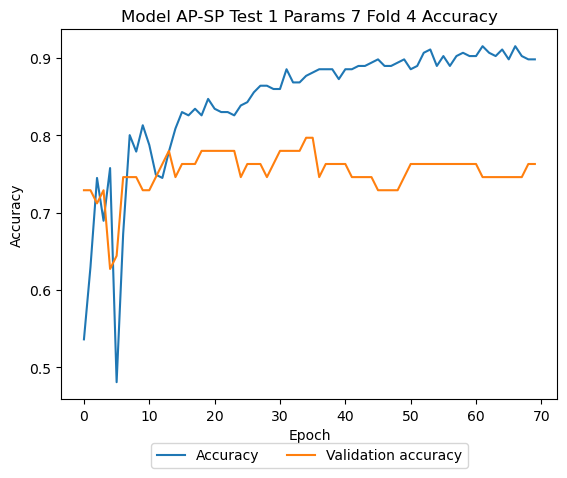 Model AP-SP Test 1 Params 7 Fold 4 Accuracy
Accuracy
0.9
0.8
0.7
0.6
0.5
0 10 20 30 40 50 60 70
Epoch
Accuracy Validation accuracy